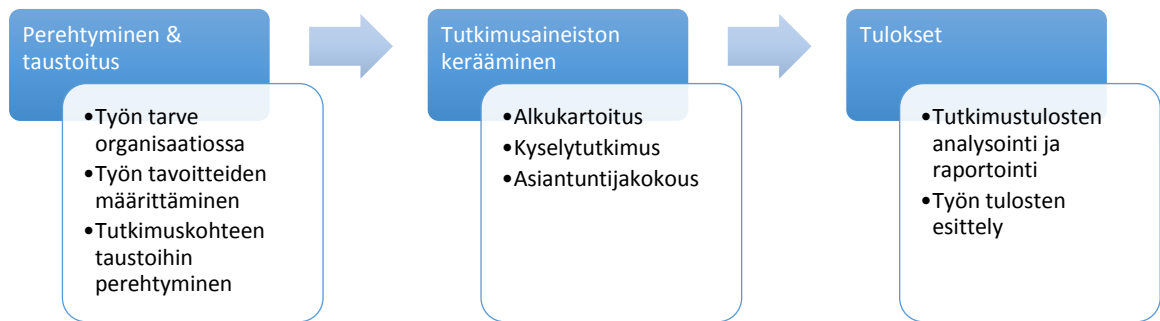 Perehtyminen &
taustoitus
•Työn tarve
organisaatiossa
•Työn tavoitteiden
määrittäminen
•Tutkimuskohteen
taustoihin
perehtyminen
Tutkimusaineiston
kerääminen
•Alkukartoitus
•Kyselytutkimus
•Asiantuntijakokous
Tulokset
•Tutkimustulosten
analysointi ja
raportointi
•Työn tulosten
esittely